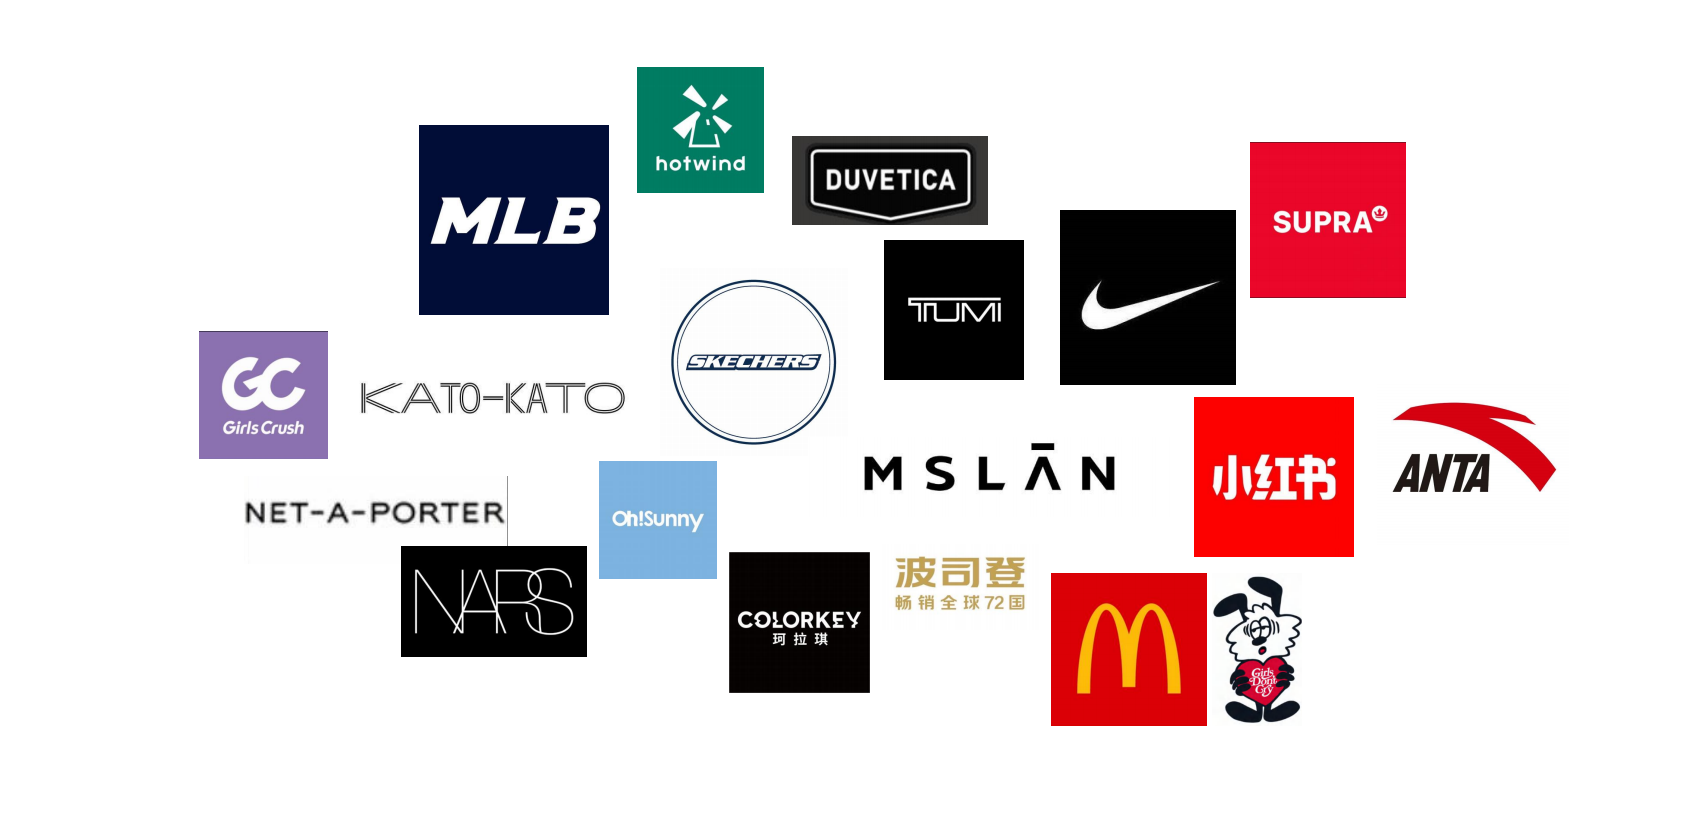 hotwind
MLB
DUVETICA
SUPRA
TUMI
SKECHERS
GC
Girls Crush
KATO-KATO
MSLĀN
小红书
ANTA
NET-A-PORTER
Oh!Sunny
NARS
COLORKEY
珂拉琪
波司登
畅销全球72国
Girls
Don't
Cry